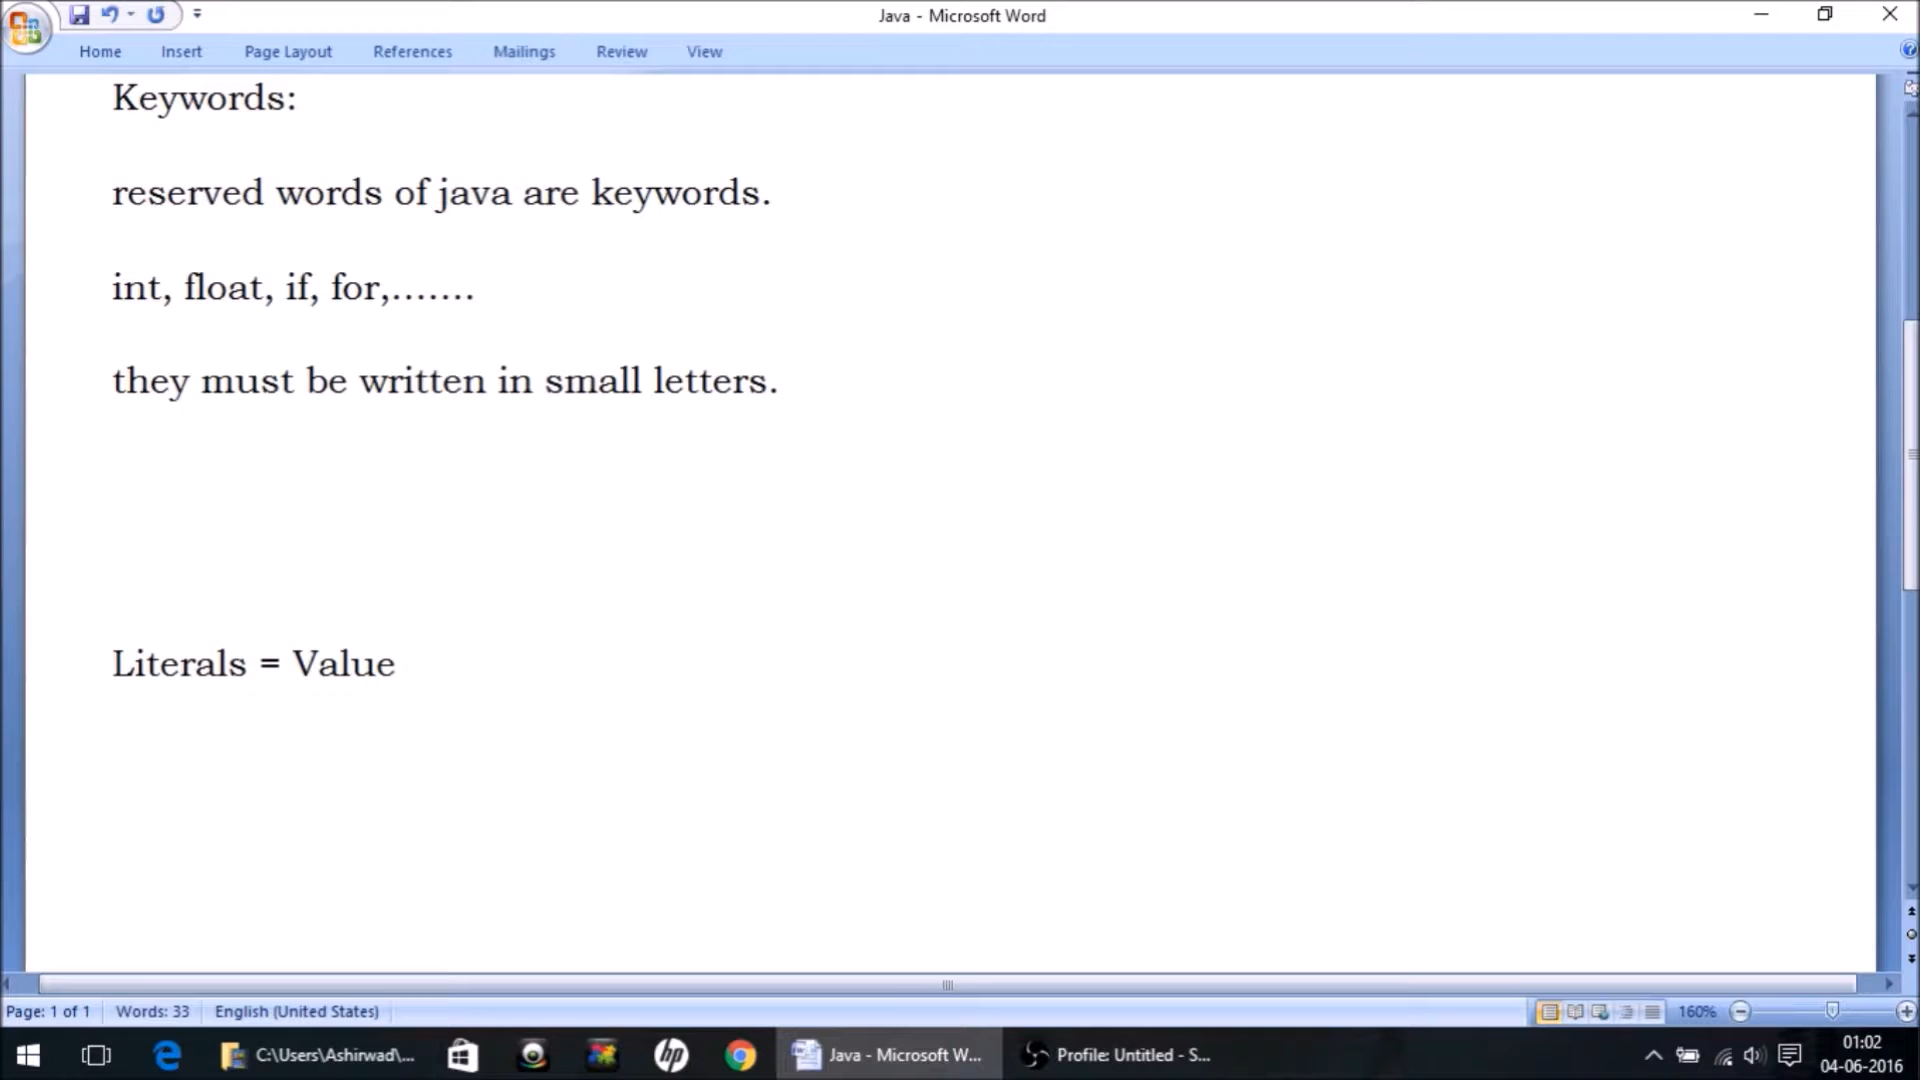 Java - Microsoft Word
Home Insert Page Layout References Mailings Review View
Keywords:
reserved words of java are keywords.
int, float, if, for,.......
they must be written in small letters.
Literals = Value
Page: 1 of 1 Words: 33 English (United States) 160%
C:\Users\Ashirwad\... hp Java - Microsoft W... Profile: Untitled - S... 01:02
04-06-2016